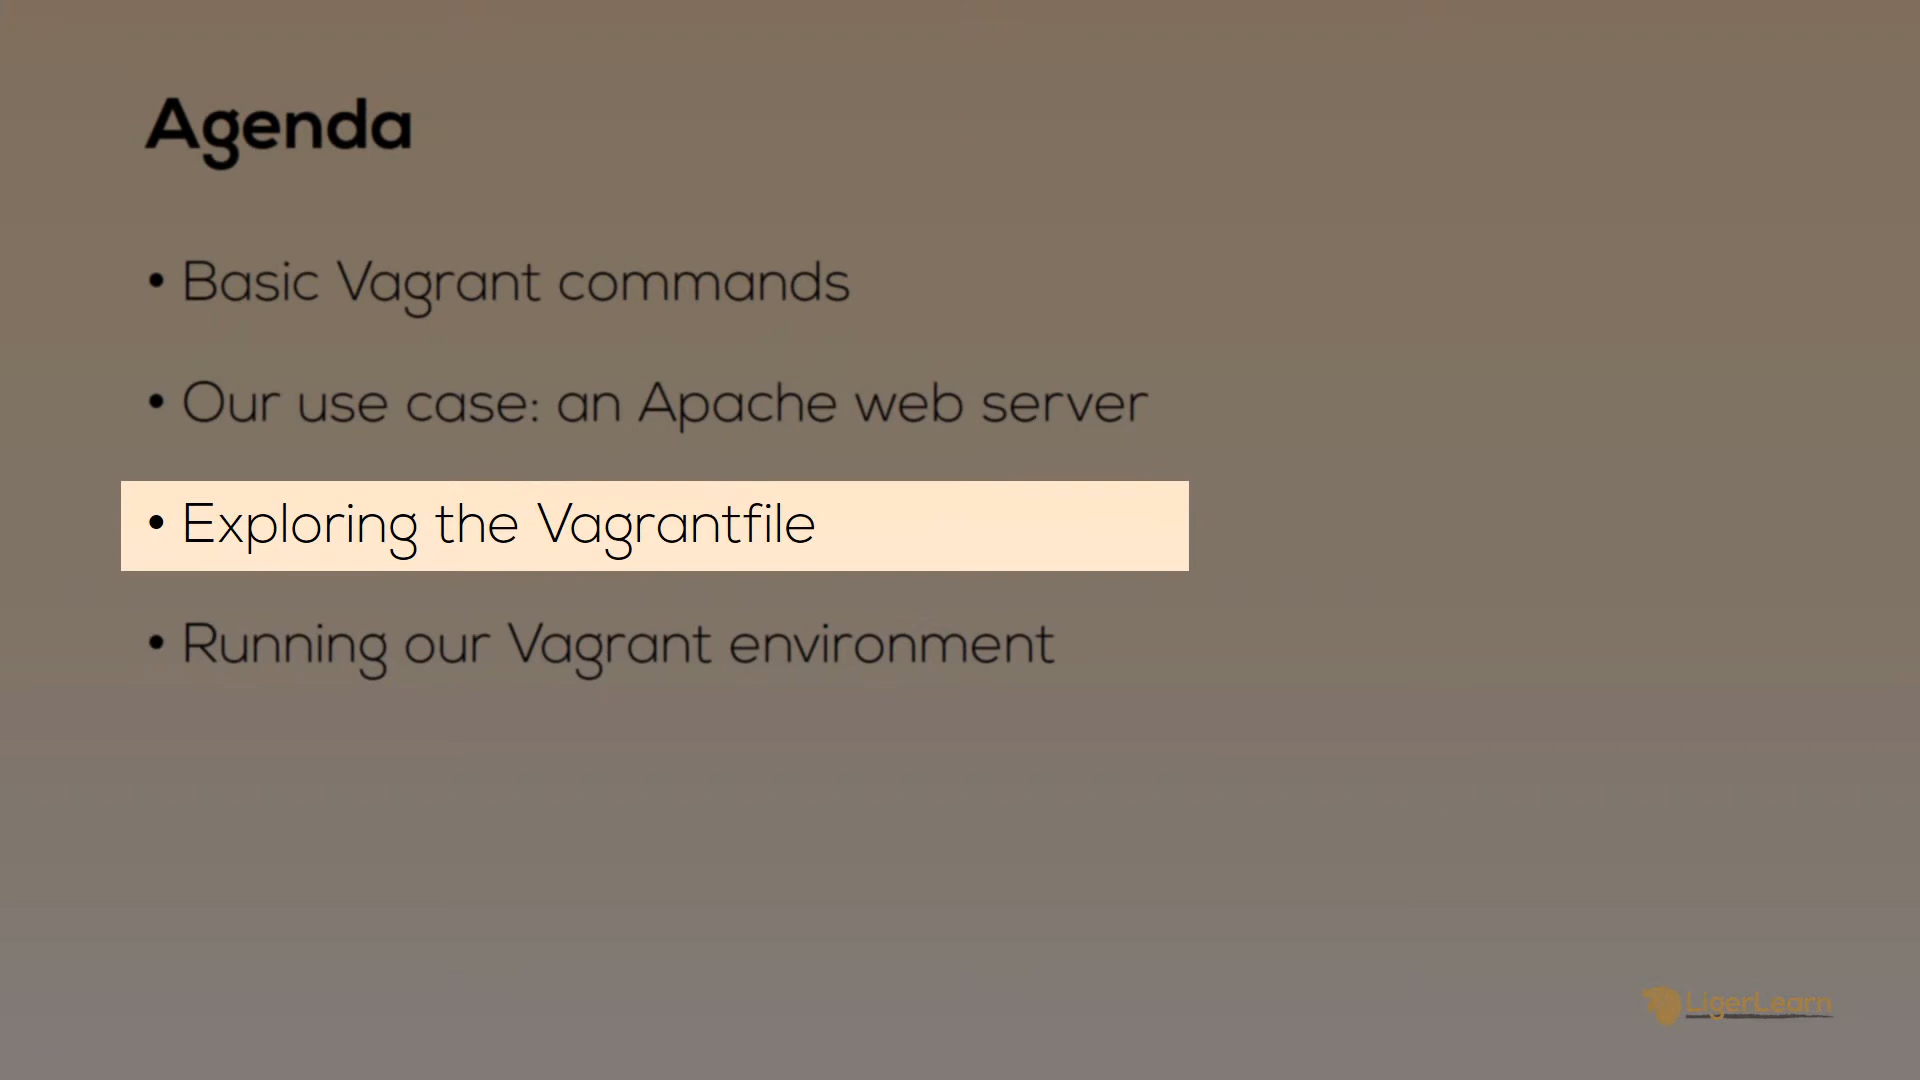 Agenda
• Basic Vagrant commands
• Our use case: an Apache web server
• Exploring the Vagrantfile
• Running our Vagrant environment
LigerLearn